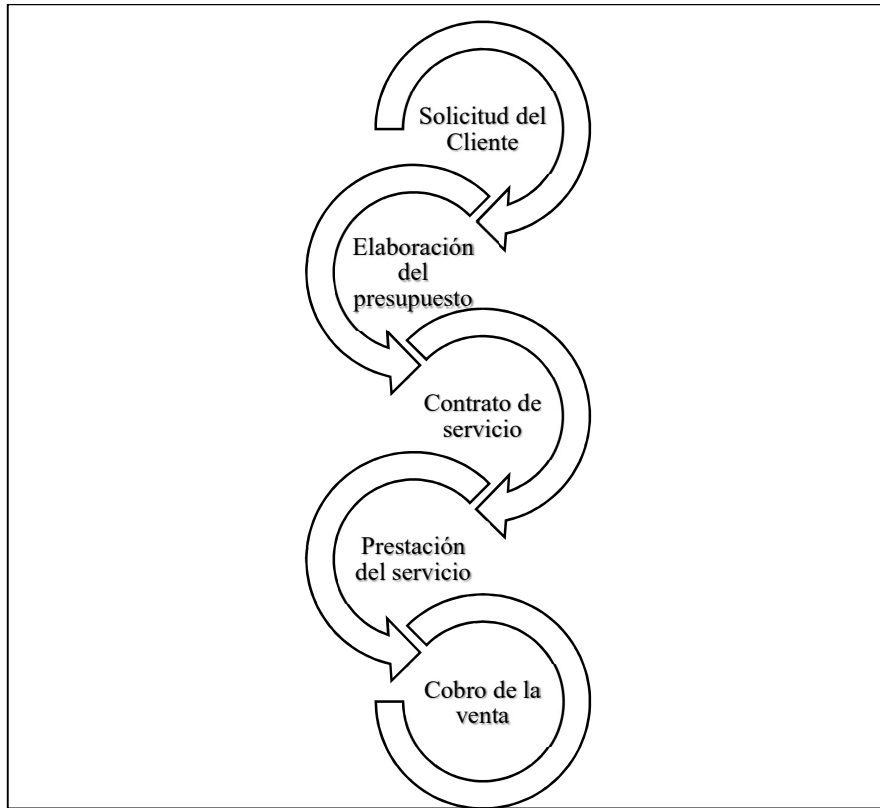 Solicitud del
Cliente
Elaboración
del
presupuesto
Contrato de
servicio
Prestación
del servicio
Cobro de la
venta